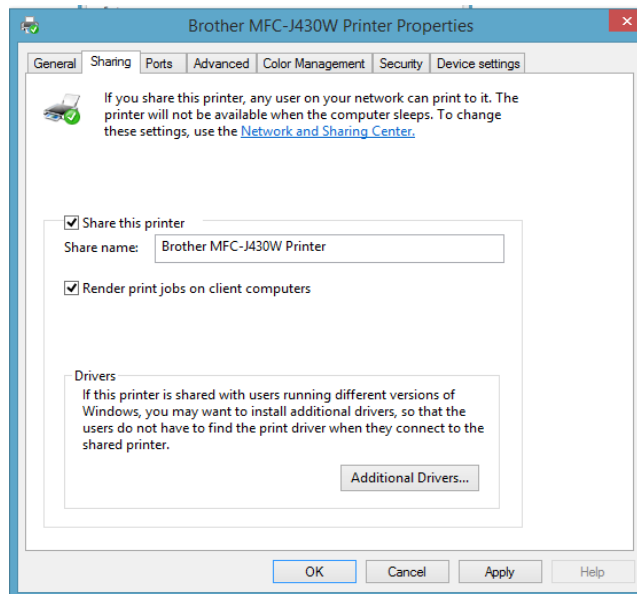 Brother MFC-J430W Printer Properties
General Sharing Ports Advanced Color Management Security Device settings
If you share this printer, any user on your network can print to it. The
printer will not be available when the computer sleeps. To change
these settings, use the Network and Sharing Center.
Share this printer
Share name: Brother MFC-J430W Printer
Render print jobs on client computers
Drivers
If this printer is shared with users running different versions of
Windows, you may want to install additional drivers, so that the
users do not have to find the print driver when they connect to the
shared printer.
Additional Drivers...
OK Cancel Apply Help